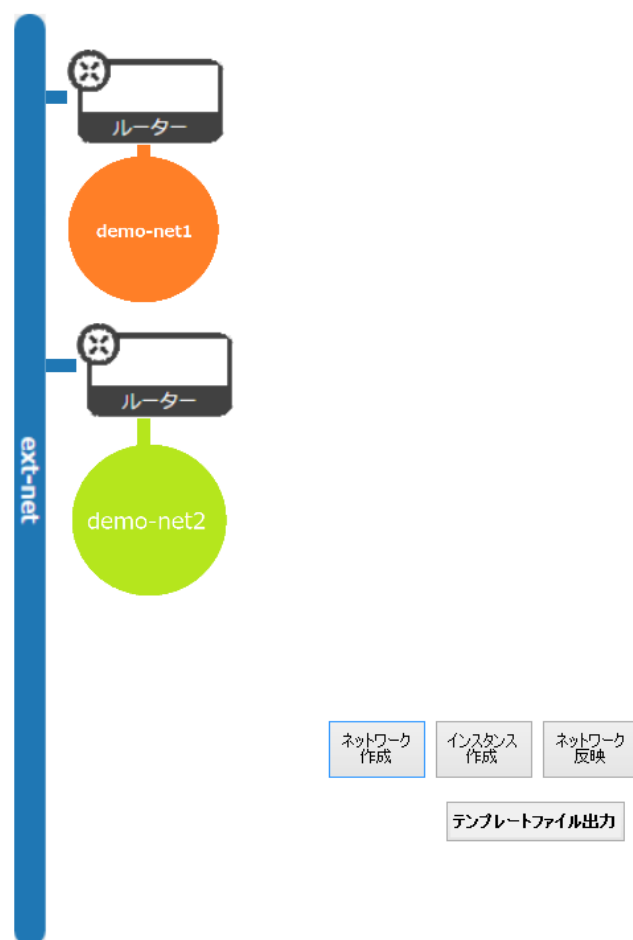 ルーター
demo-net1
ルーター
ext-net
demo-net2
ネットワーク
作成
インスタンス
作成
ネットワーク
反映
テンプレートファイル出力